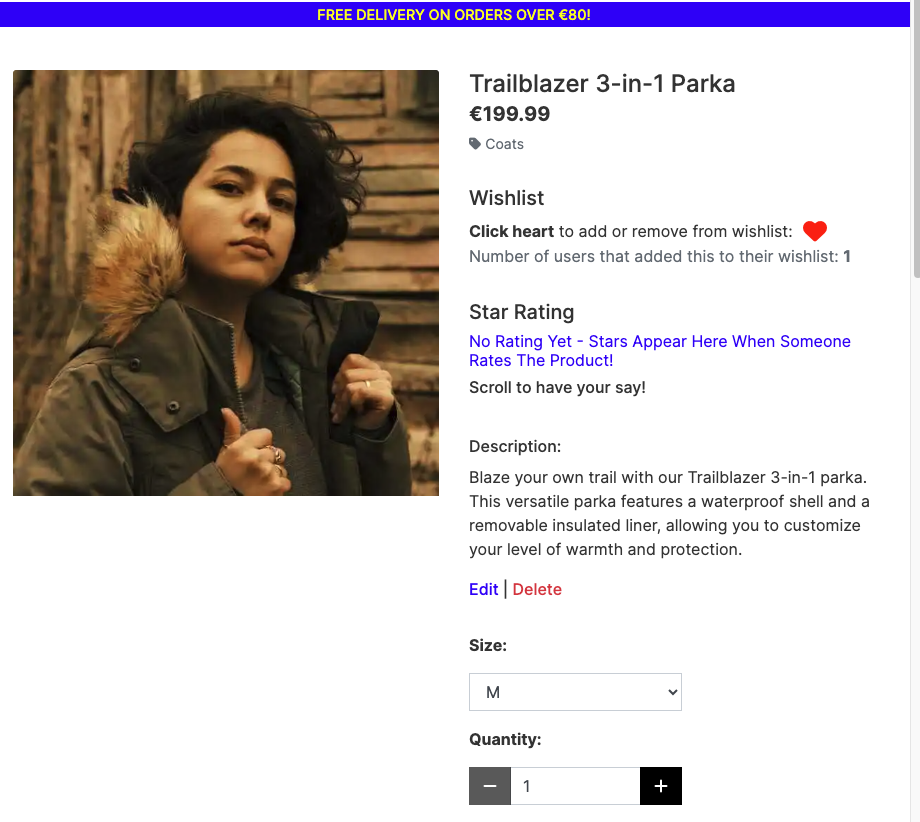 FREE DELIVERY ON ORDERS OVER €80!
Trailblazer 3-in-1 Parka
€199.99
Coats
Wishlist
Click heart to add or remove from wishlist:
Number of users that added this to their wishlist: 1
Star Rating
No Rating Yet - Stars Appear Here When Someone
Rates The Product!
Scroll to have your say!
Description:
Blaze your own trail with our Trailblazer 3-in-1 parka.
This versatile parka features a waterproof shell and a
removable insulated liner, allowing you to customize
your level of warmth and protection.
Edit | Delete
Size:
M
Quantity:
1